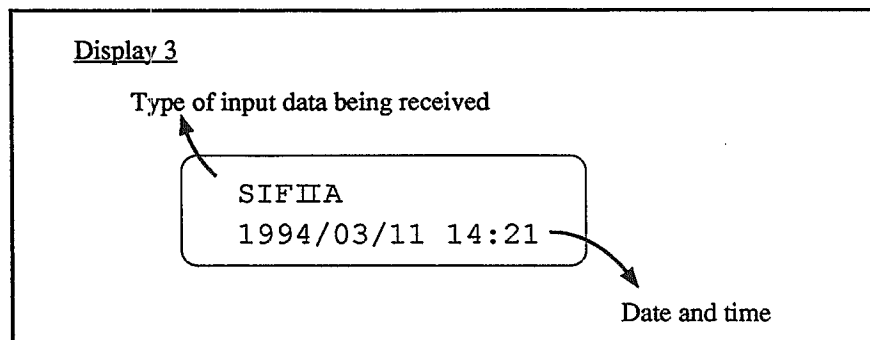 Display 3
Type of input data being received
SIFⅡA
1994/03/11 14:21
Date and time